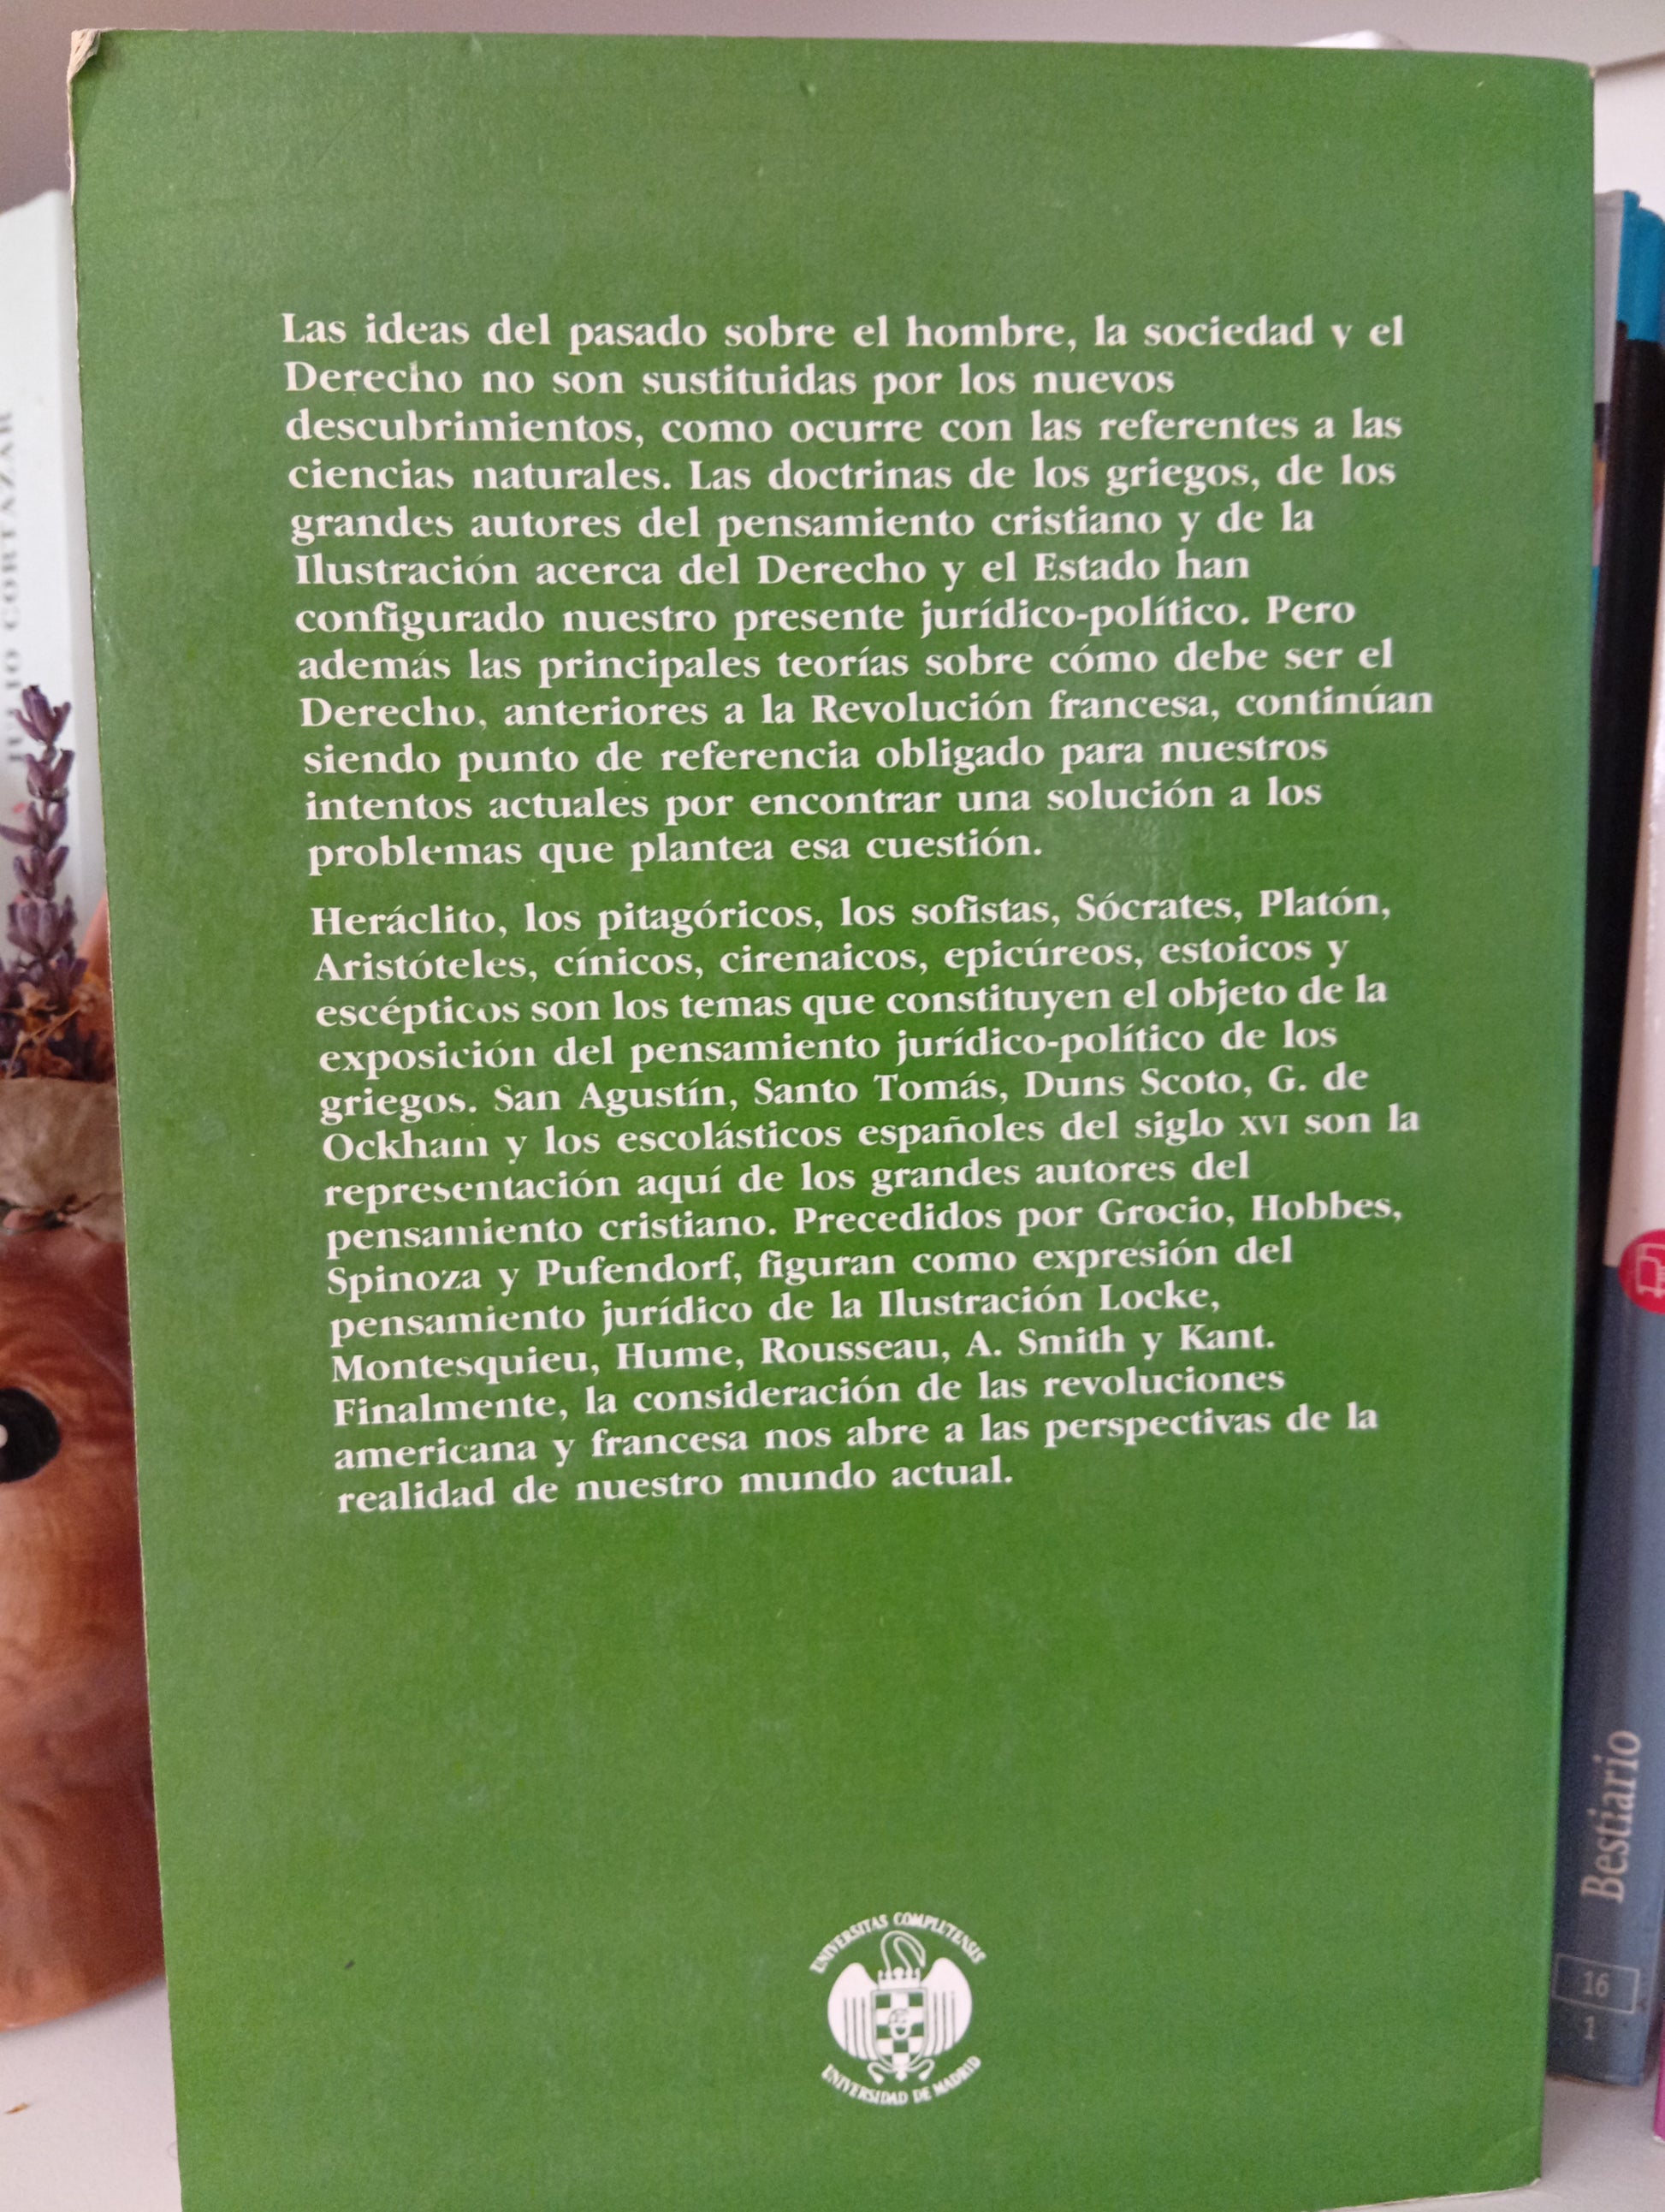 Las ideas del pasado sobre el hombre, la sociedad y el
Derecho no son sustituidas por los nuevos
descubrimientos, como ocurre con las referentes a las
ciencias naturales. Las doctrinas de los griegos, de los
grandes autores del pensamiento cristiano y de la
Ilustración acerca del Derecho y el Estado han
configurado nuestro presente jurídico-político. Pero
además las principales teorías sobre cómo debe ser el
Derecho, anteriores a la Revolución francesa, continúan
siendo punto de referencia obligado para nuestros
intentos actuales por encontrar una solución a los
problemas que plantea esa cuestión.
Heráclito, los pitagóricos, los sofistas, Sócrates, Platón,
Aristóteles, cínicos, cirenaicos, epicúreos, estoicos y
escépticos son los temas que constituyen el objeto de la
exposición del pensamiento jurídico-político de los
griegos. San Agustín, Santo Tomás, Duns Scoto, G. de
Ockham y los escolásticos españoles del siglo XVI son la
representación aquí de los grandes autores del
pensamiento cristiano. Precedidos por Grocio, Hobbes,
Spinoza y Pufendorf, figuran como expresión del
pensamiento jurídico de la Ilustración Locke,
Montesquieu, Hume, Rousseau, A. Smith y Kant.
Finalmente, la consideración de las revoluciones
americana y francesa nos abre a las perspectivas de la
realidad de nuestro mundo actual.
UNIVERSITAS COMPLUTENSIS
UNIVERSIDAD DE MADRID
JULIO CORTAZAR
Bestiario
16
1